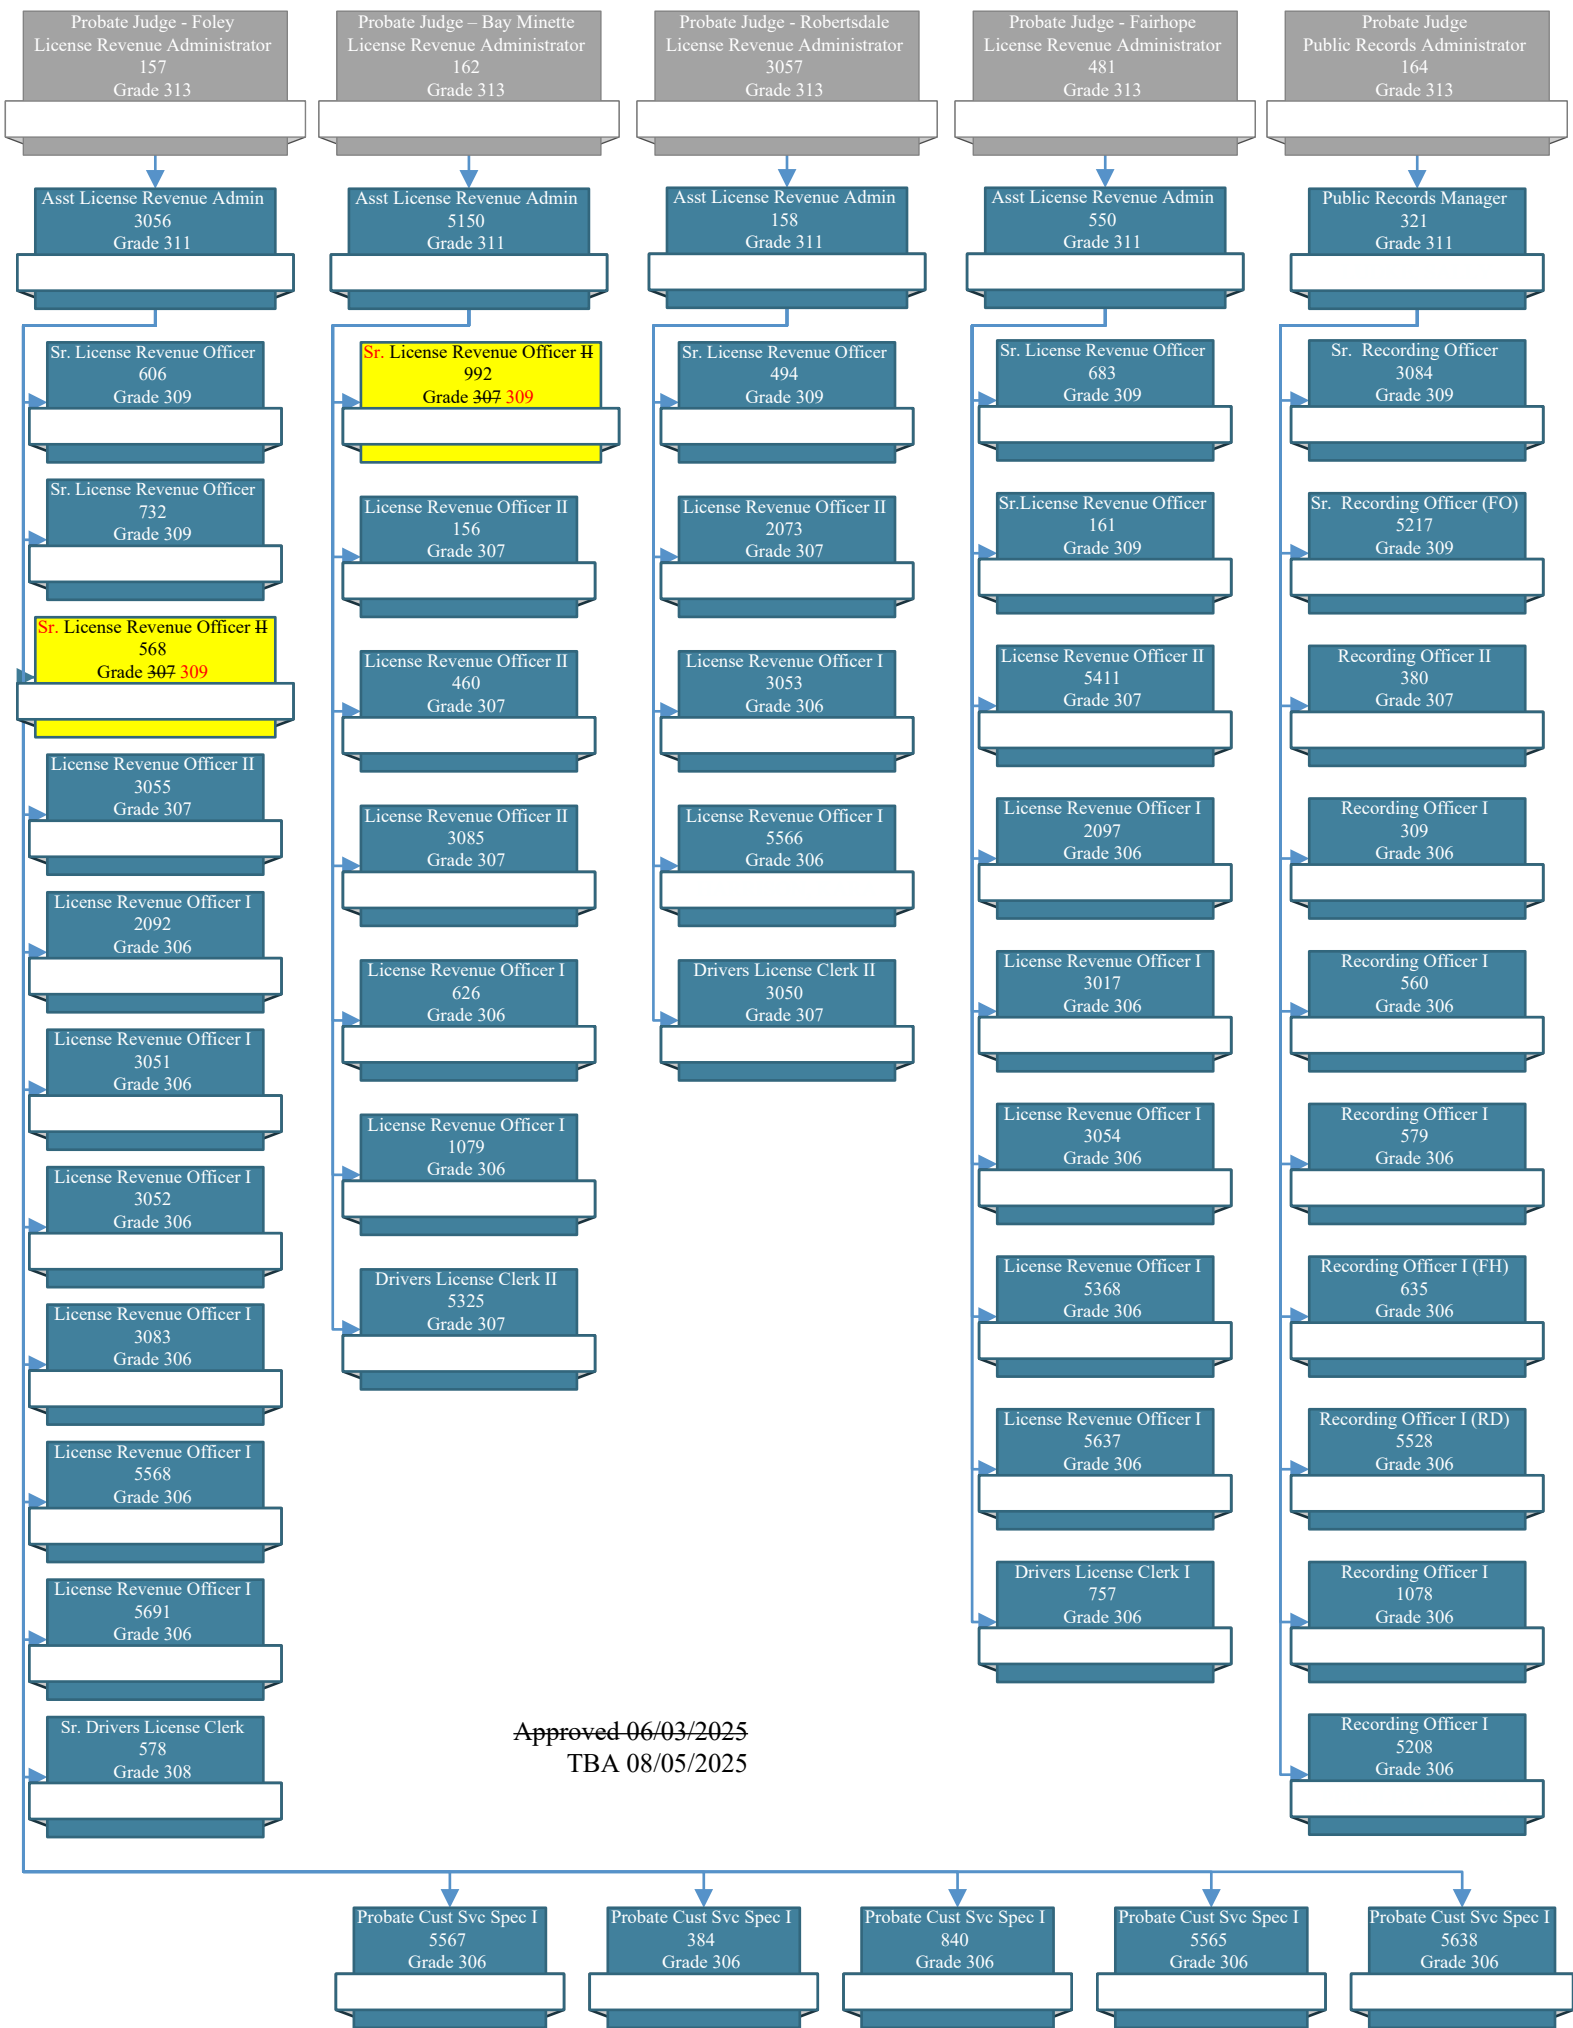 Probate Judge - Foley
License Revenue Administrator
157
Grade 313
Probate Judge – Bay Minette
License Revenue Administrator
162
Grade 313
Probate Judge - Robertsdale
License Revenue Administrator
3057
Grade 313
Probate Judge - Fairhope
License Revenue Administrator
481
Grade 313
Probate Judge
Public Records Administrator
164
Grade 313
Asst License Revenue Admin
3056
Grade 311
Asst License Revenue Admin
5150
Grade 311
Asst License Revenue Admin
158
Grade 311
Asst License Revenue Admin
550
Grade 311
Public Records Manager
321
Grade 311
Sr. License Revenue Officer
606
Grade 309
Sr. License Revenue Officer
732
Grade 309
Sr. License Revenue Officer II
568
Grade 307 309
License Revenue Officer II
3055
Grade 307
License Revenue Officer I
2092
Grade 306
License Revenue Officer I
3051
Grade 306
License Revenue Officer I
3052
Grade 306
License Revenue Officer I
3083
Grade 306
License Revenue Officer I
5568
Grade 306
License Revenue Officer I
5691
Grade 306
Sr. Drivers License Clerk
578
Grade 308
Sr. License Revenue Officer II
992
Grade 307 309
License Revenue Officer II
156
Grade 307
License Revenue Officer II
460
Grade 307
License Revenue Officer II
3085
Grade 307
License Revenue Officer I
626
Grade 306
License Revenue Officer I
1079
Grade 306
Drivers License Clerk II
5325
Grade 307
Sr. License Revenue Officer
494
Grade 309
License Revenue Officer II
2073
Grade 307
License Revenue Officer I
3053
Grade 306
License Revenue Officer I
5566
Grade 306
Drivers License Clerk II
3050
Grade 307
Sr. License Revenue Officer
683
Grade 309
Sr.License Revenue Officer
161
Grade 309
License Revenue Officer II
5411
Grade 307
License Revenue Officer I
2097
Grade 306
License Revenue Officer I
3017
Grade 306
License Revenue Officer I
3054
Grade 306
License Revenue Officer I
5368
Grade 306
License Revenue Officer I
5637
Grade 306
Drivers License Clerk I
757
Grade 306
Sr. Recording Officer
3084
Grade 309
Sr. Recording Officer (FO)
5217
Grade 309
Recording Officer II
380
Grade 307
Recording Officer I
309
Grade 306
Recording Officer I
560
Grade 306
Recording Officer I
579
Grade 306
Recording Officer I (FH)
635
Grade 306
Recording Officer I (RD)
5528
Grade 306
Recording Officer I
1078
Grade 306
Recording Officer I
5208
Grade 306
Approved 06/03/2025
TBA 08/05/2025
Probate Cust Svc Spec I
5567
Grade 306
Probate Cust Svc Spec I
384
Grade 306
Probate Cust Svc Spec I
840
Grade 306
Probate Cust Svc Spec I
5565
Grade 306
Probate Cust Svc Spec I
5638
Grade 306